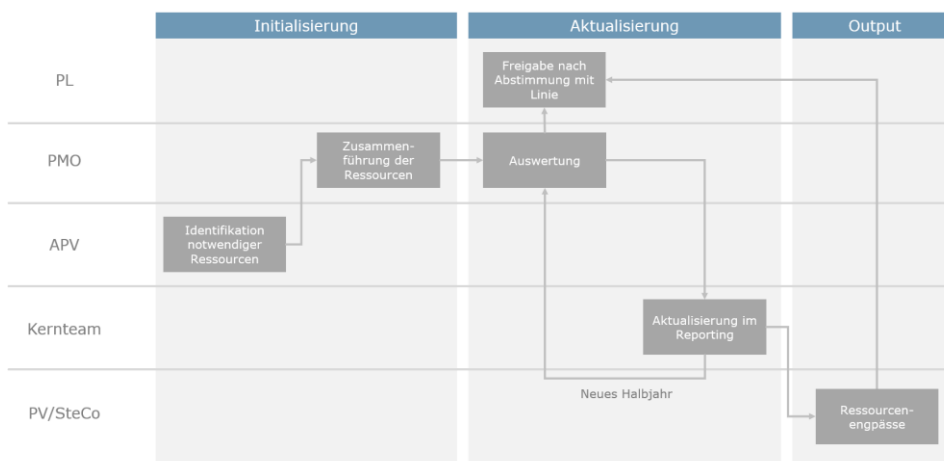 Initialisierung
Aktualisierung
Output
PL
Freigabe nach
Abstimmung mit
Linie
PMO
Zusammen-
führung der
Ressourcen
Auswertung
APV
Identifikation
notwendiger
Ressourcen
Kernteam
Aktualisierung im
Reporting
Neues Halbjahr
PV/SteCo
Ressourcen-
engpässe